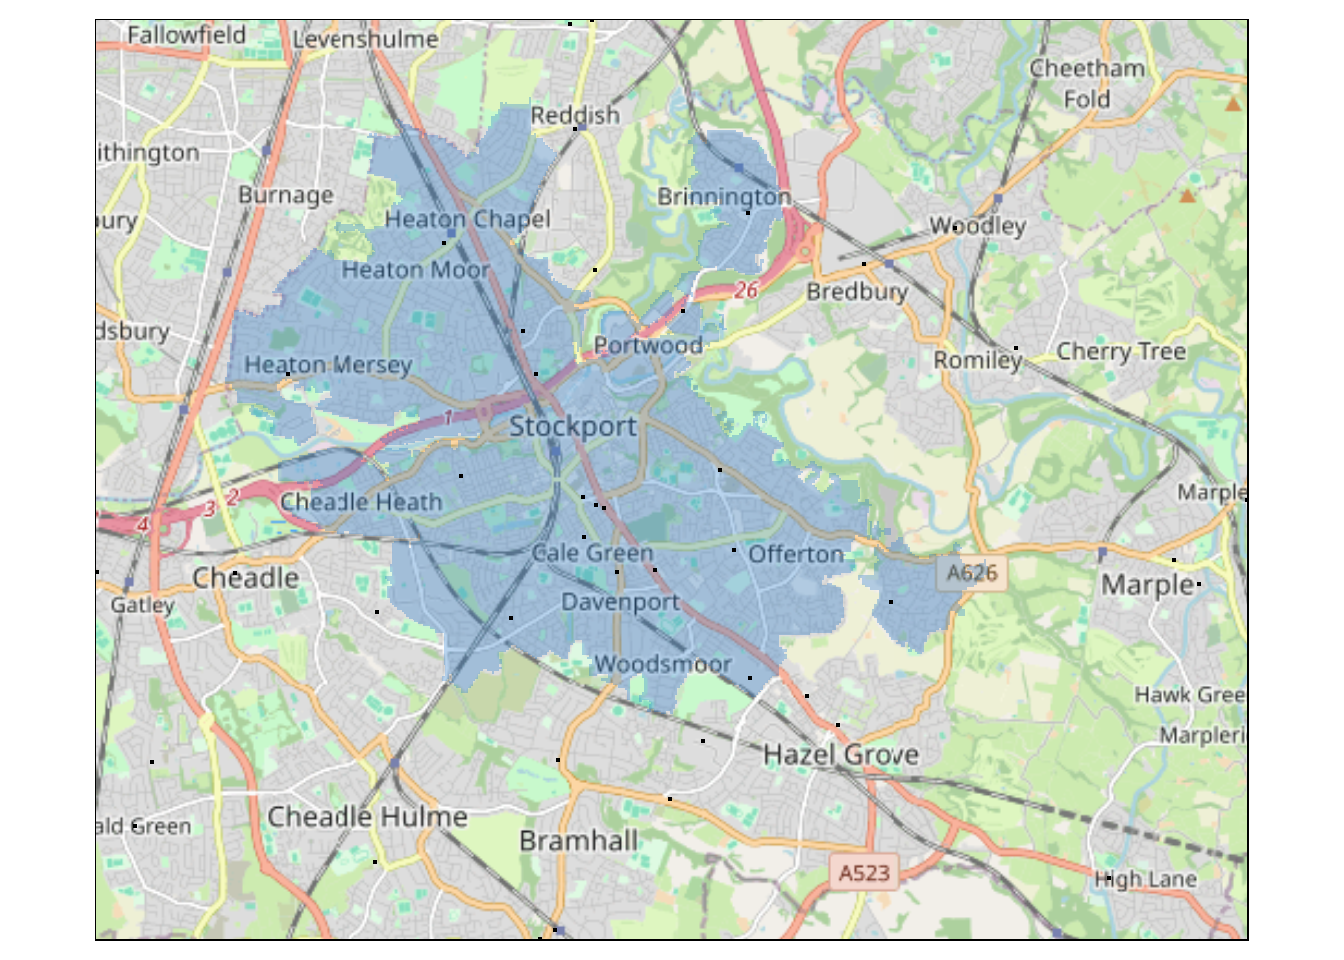 Fallowfield
Levenshulme
Cheetham
Fold
Reddish
ithington
Burnage
Brinnington
bury
Heaton Chapel
Woodley
Heaton Moor
26
Bredbury
dsbury
Portwood
Heaton Mersey
Romiley
Cherry Tree
1
Stockport
2
3
4
Cheadle Heath
Marple
Cale Green
Offerton
A626
Cheadle
Marple
Gatley
Davenport
Woodsmoor
Hawk Gree
Marpleri
Hazel Grove
Cheadle Hulme
ald Green
Bramhall
A523
High Lane